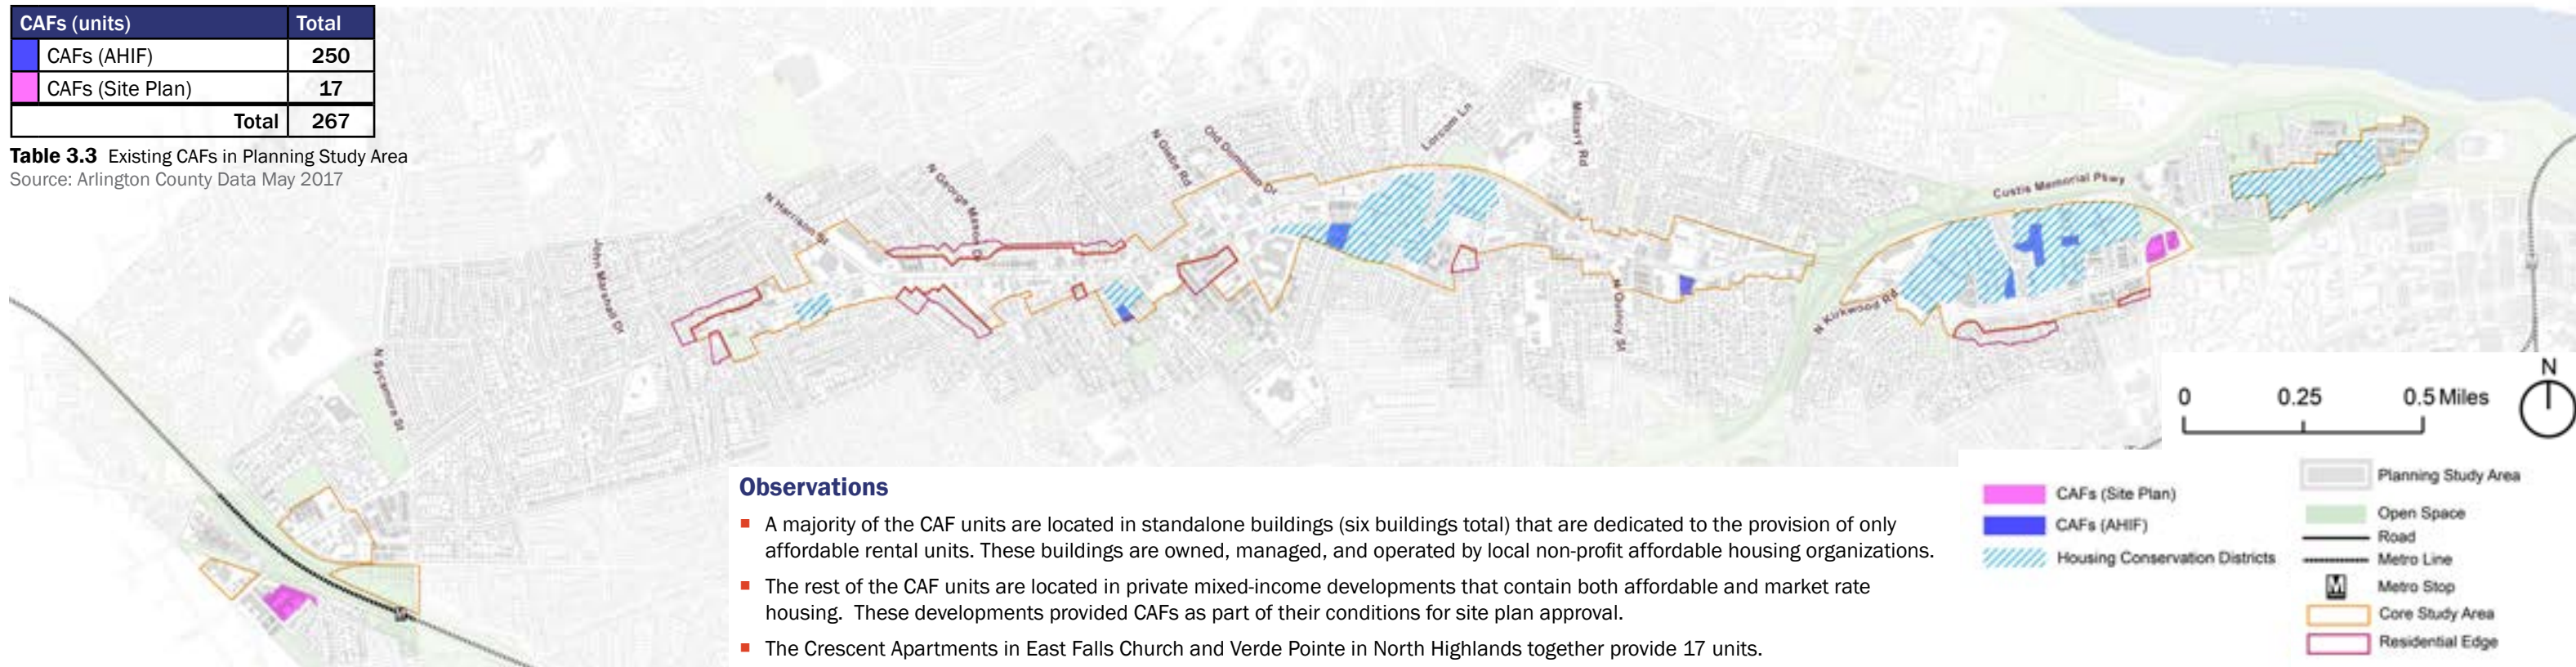 CAFs (units) Total
CAFs (AHIF) 250
CAFs (Site Plan) 17
Total 267
Table 3.3 Existing CAFs in Planning Study Area
Source: Arlington County Data May 2017
N Sycamore St
John Marshall Dr
N Harrison St
N George Mason Dr
N Glebe Rd
Old Dominion Dr
Lorcom Ln
Military Rd
N Quincy St
N Kirkwood Rd
Custis Memorial Pkwy
M
N
0 0.25 0.5 Miles
Observations
A majority of the CAF units are located in standalone buildings (six buildings total) that are dedicated to the provision of only
affordable rental units. These buildings are owned, managed, and operated by local non-profit affordable housing organizations.
The rest of the CAF units are located in private mixed-income developments that contain both affordable and market rate
housing. These developments provided CAFs as part of their conditions for site plan approval.
The Crescent Apartments in East Falls Church and Verde Pointe in North Highlands together provide 17 units.
CAFs (Site Plan)
CAFs (AHIF)
Housing Conservation Districts
Planning Study Area
Open Space
Road
Metro Line
M Metro Stop
Core Study Area
Residential Edge